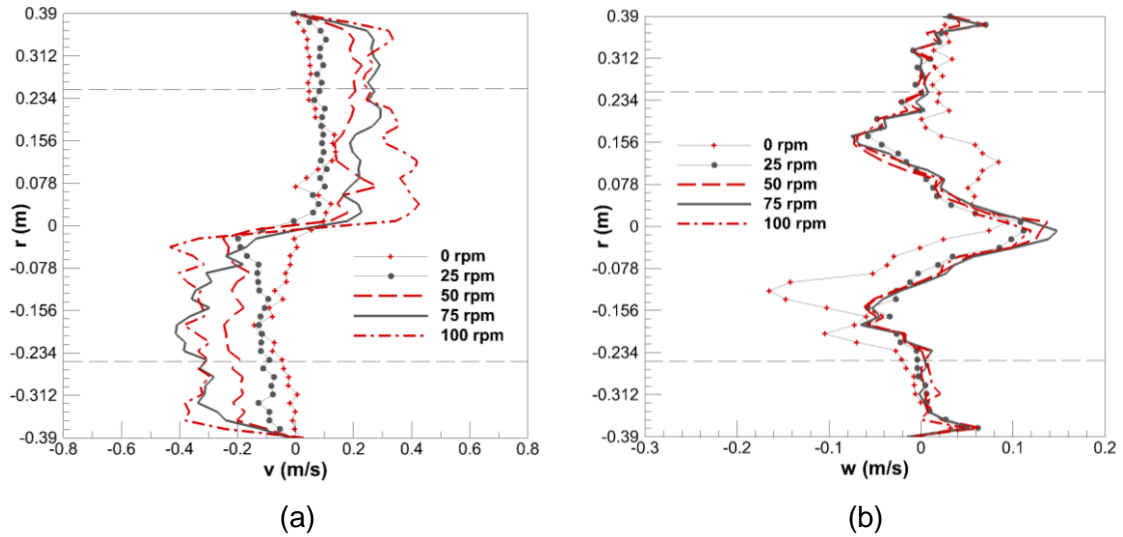 0.39
0.312
0.234
0.156
0.078
0
-0.078
-0.156
-0.234
-0.312
-0.39
r (m)
-0.8 -0.6 -0.4 -0.2 0 0.2 0.4 0.6 0.8
v (m/s)
0 rpm
25 rpm
50 rpm
75 rpm
100 rpm
(a)
0.39
0.312
0.234
0.156
0.078
0
-0.078
-0.156
-0.234
-0.312
-0.39
r (m)
-0.3 -0.2 -0.1 0 0.1 0.2
w (m/s)
0 rpm
25 rpm
50 rpm
75 rpm
100 rpm
(b)